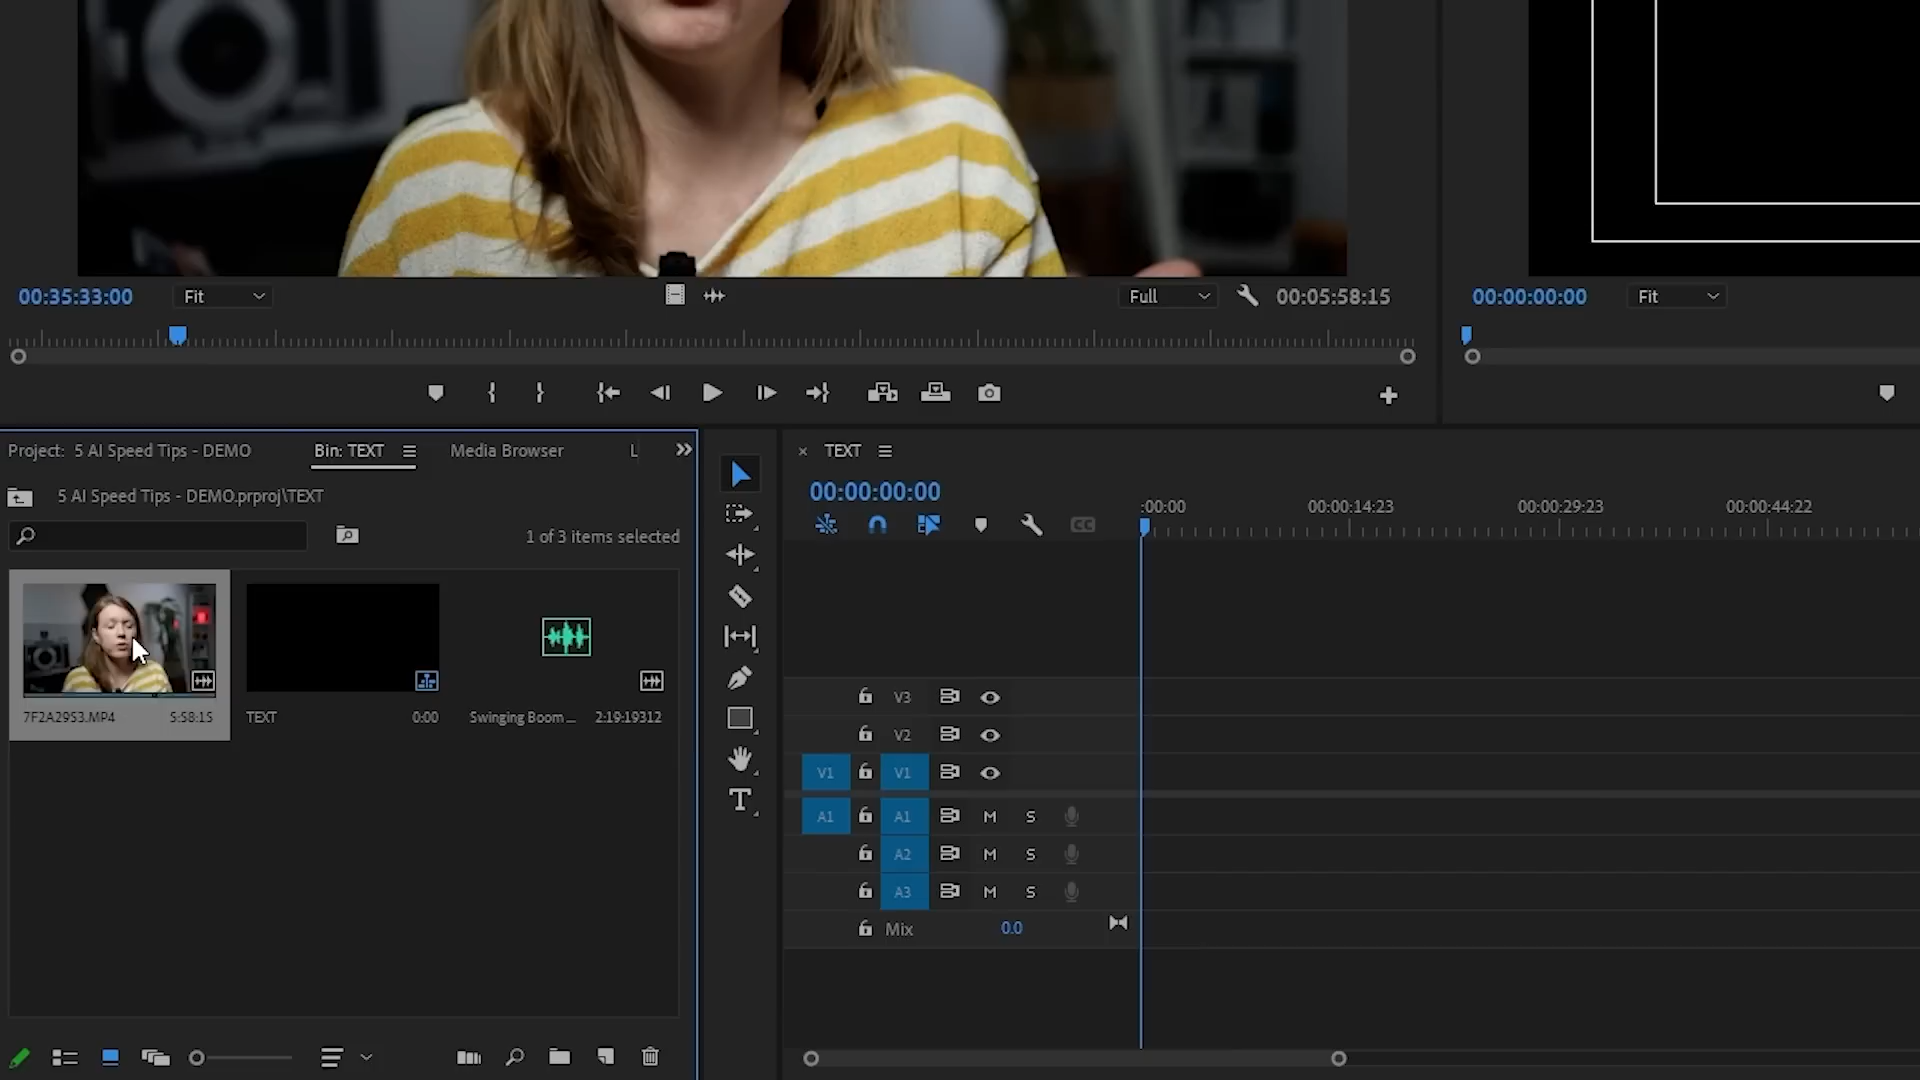 00:35:33:00 Fit Full 00:05:58:15 00:00:00:00 Fit
Project: 5 AI Speed Tips - DEMO Bin: TEXT Media Browser L
5 AI Speed Tips - DEMO.prproj\TEXT
1 of 3 items selected
7F2A2953.MP4 5:58:15
TEXT 0:00
Swinging Boom ... 2:19:19312
TEXT
00:00:00:00
:00:00 00:00:14:23 00:00:29:23 00:00:44:22
CC
V3
V2
V1 V1
A1 A1 M S
A2 M S
A3 M S
Mix 0.0